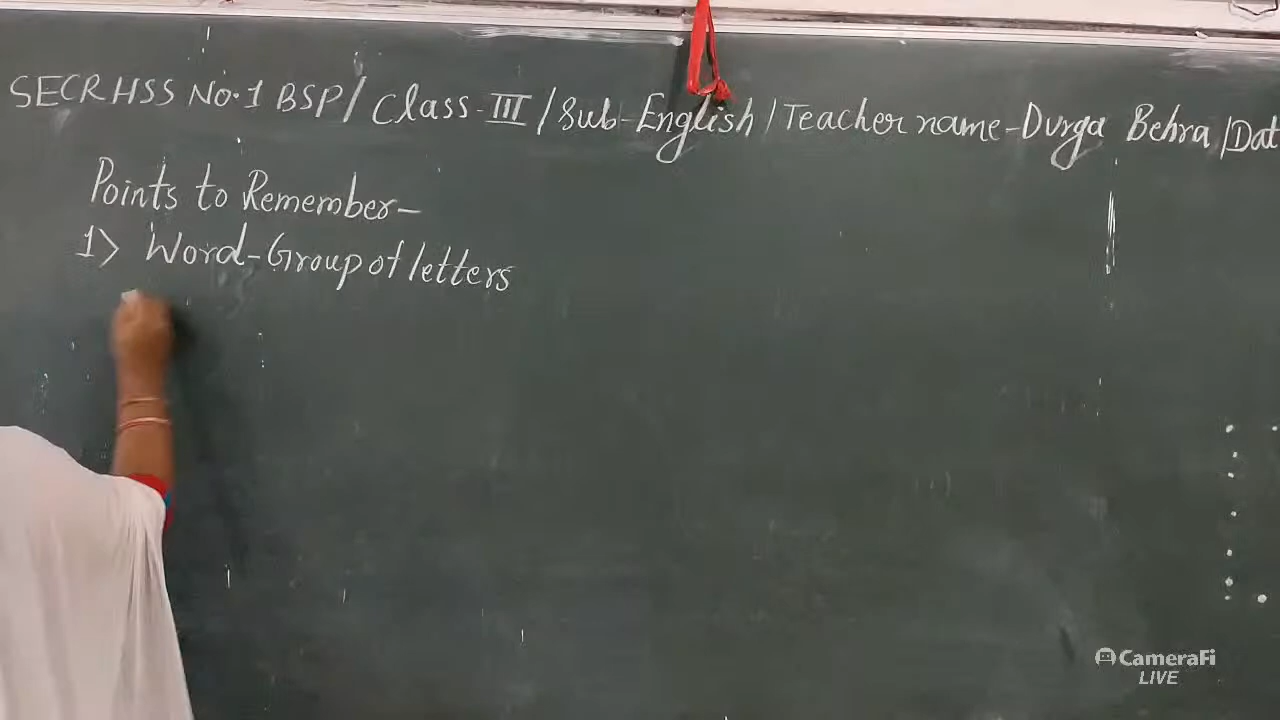 SECR HSS No.1 BSP/ Class-III / Sub-English / Teacher name-Durga Behra /Dat
Points to Remember-
1> Word-Group of letters
CameraFi
LIVE